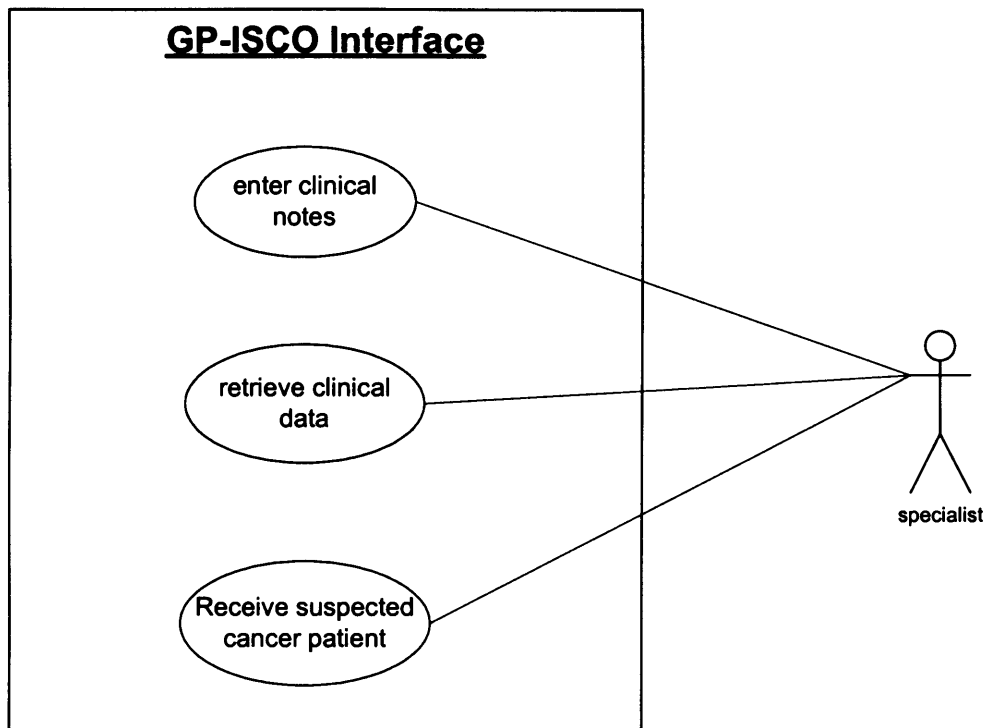 GP-ISCO Interface
enter clinical
notes
retrieve clinical
data
Receive suspected
cancer patient
specialist